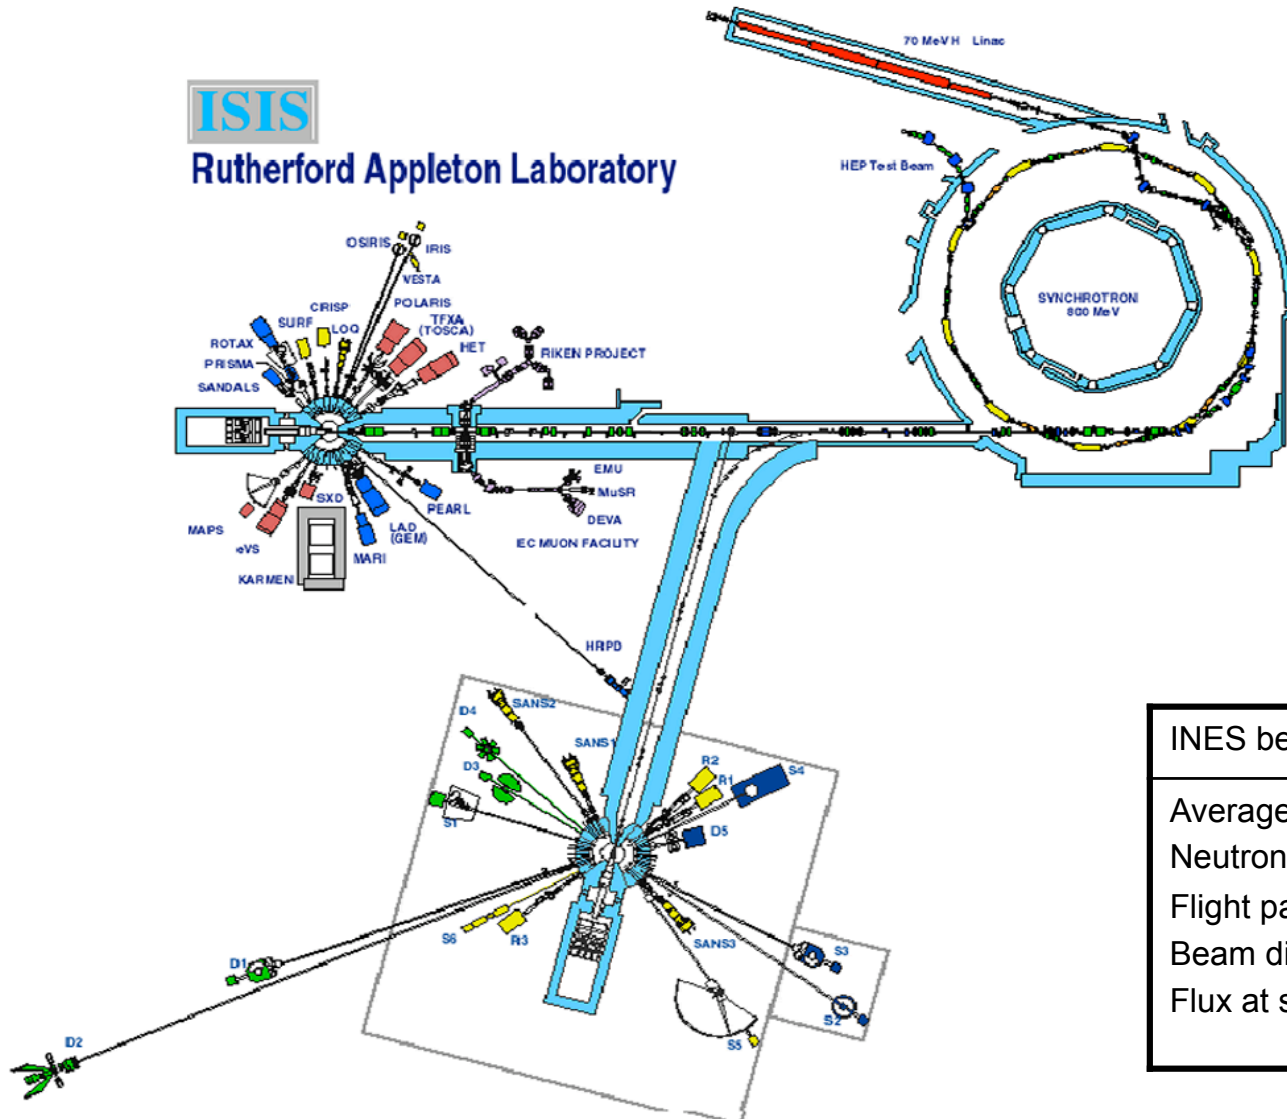 70 MeV H Linac
ISIS
Rutherford Appleton Laboratory
HEP Test Beam
OSIRIS
IRIS
VESTA
CRISP
POLARIS
SURF
LOQ
TFXA
(TOSCA)
HET
ROTAX
PRISMA
SANDALS
RIKEN PROJECT
SYNCHROTRON
800 MeV
EMU
MuSR
DEVA
EC MUON FACILITY
SXD
PEARL
MAPS
eVS
LAD
(GEM)
MARI
KARMEN
HRPD
SANS2
D4
SANS1
D3
R2
R1
S4
S1
D5
S6
R3
SANS3
S3
D1
S2
D2
S5
INES be
Average
Neutron
Flight pa
Beam di
Flux at s